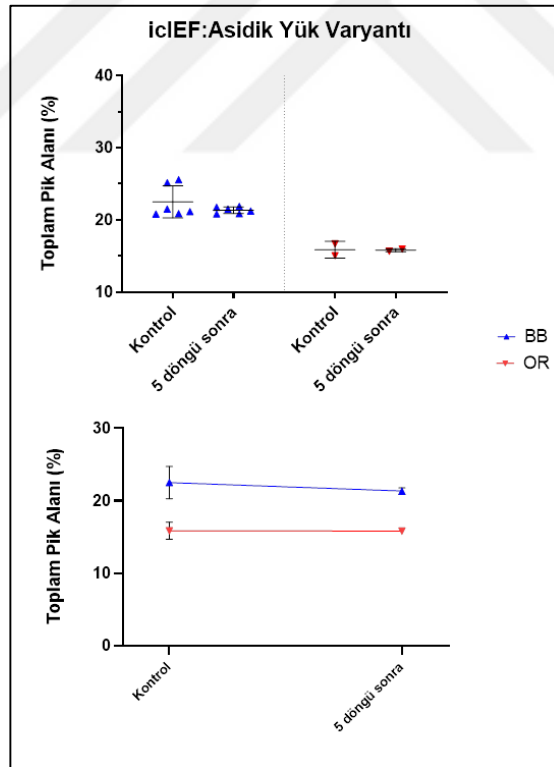 icIEF:Asidik Yük Varyantı
Toplam Pik Alanı (%)
40
30
20
10
Kontrol
5 döngü sonra
Kontrol
5 döngü sonra
BB
OR
Toplam Pik Alanı (%)
30
20
10
0
Kontrol
5 döngü sonra